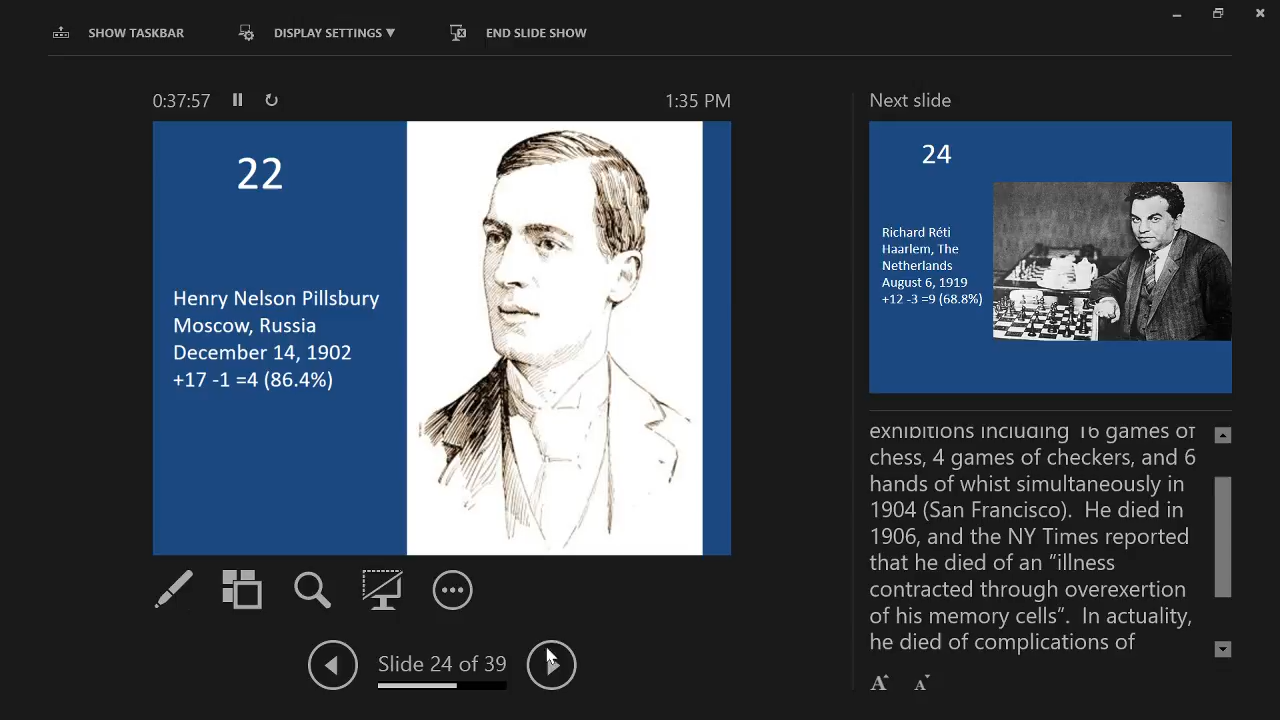 SHOW TASKBAR
DISPLAY SETTINGS ▼
END SLIDE SHOW
0:37:57
1:35 PM
22
Henry Nelson Pillsbury
Moscow, Russia
December 14, 1902
+17 -1 =4 (86.4%)
Slide 24 of 39
Next slide
24
Richard Réti
Haarlem, The
Netherlands
August 6, 1919
+12 -3 =9 (68.8%)
exhibitions including 16 games of
chess, 4 games of checkers, and 6
hands of whist simultaneously in
1904 (San Francisco).  He died in
1906, and the NY Times reported
that he died of an “illness
contracted through overexertion
of his memory cells”.  In actuality,
he died of complications of
A A